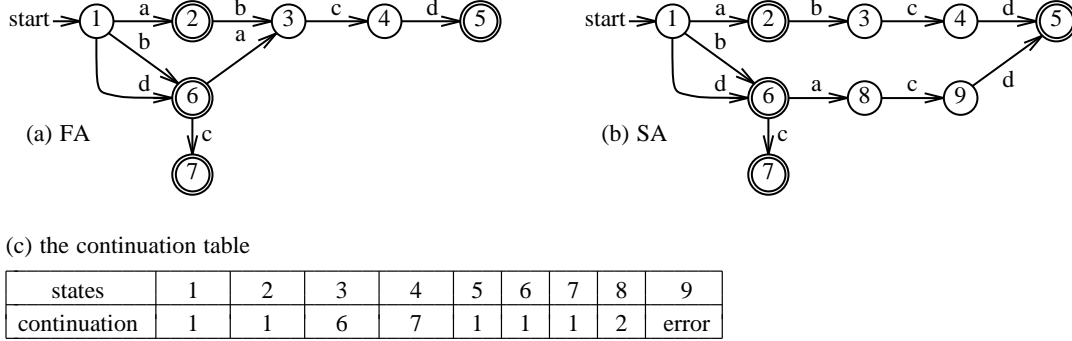 start 1 a 2 b 3 c 4 d 5
b a
d 6
c
7
(a) FA
start 1 a 2 b 3 c 4 d 5
b
d 6 a 8 c 9 d
c
7
(b) SA
(c) the continuation table
states 1 2 3 4 5 6 7 8 9
continuation 1 1 6 7 1 1 1 2 error